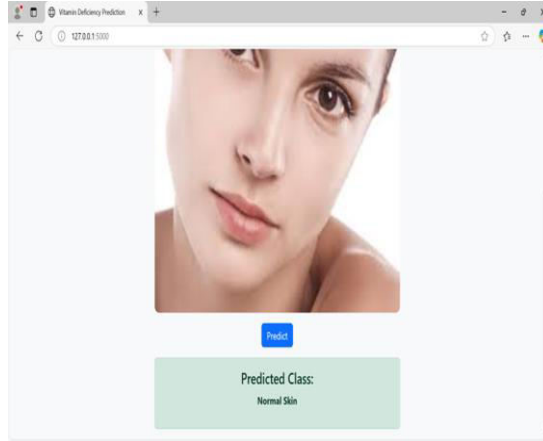 Vitamin Deficiency Prediction
127.0.0.1:5000
Predict
Predicted Class:
Normal Skin